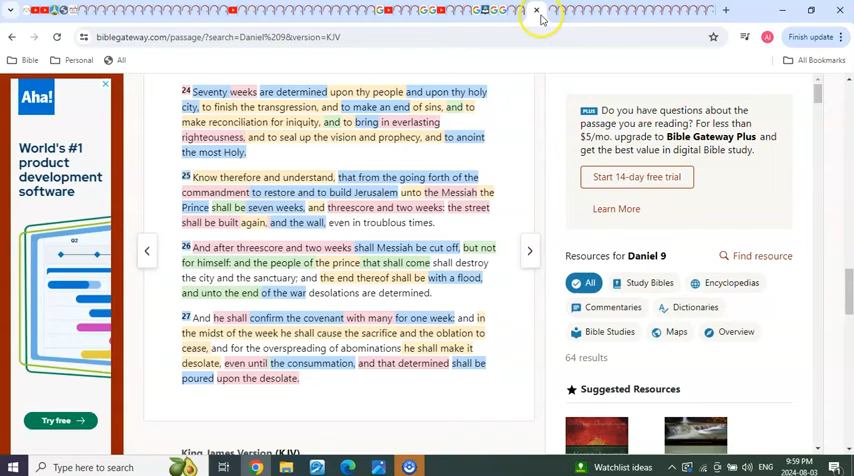 biblegateway.com/passage/?search=Daniel%209&version=KJV
AI
Finish update
Bible
Personal
All
All Bookmarks
Aha!
World's #1
product
development
software
Q2
Try free →
24 Seventy weeks are determined upon thy people and upon thy holy
city, to finish the transgression, and to make an end of sins, and to
make reconciliation for iniquity, and to bring in everlasting
righteousness, and to seal up the vision and prophecy, and to anoint
the most Holy.
25 Know therefore and understand, that from the going forth of the
commandment to restore and to build Jerusalem unto the Messiah the
Prince shall be seven weeks, and threescore and two weeks: the street
shall be built again, and the wall, even in troublous times.
26 And after threescore and two weeks shall Messiah be cut off, but not
for himself: and the people of the prince that shall come shall destroy
the city and the sanctuary; and the end thereof shall be with a flood,
and unto the end of the war desolations are determined.
27 And he shall confirm the covenant with many for one week: and in
the midst of the week he shall cause the sacrifice and the oblation to
cease, and for the overspreading of abominations he shall make it
desolate, even until the consummation, and that determined shall be
poured upon the desolate.
King James Version (KJV)
PLUS Do you have questions about the
passage you are reading? For less than
$5/mo. upgrade to Bible Gateway Plus and
get the best value in digital Bible study.
Start 14-day free trial
Learn More
Resources for Daniel 9
Find resource
All
Study Bibles
Encyclopedias
Commentaries
Dictionaries
Bible Studies
Maps
Overview
64 results
Suggested Resources
Type here to search
Watchlist ideas
ENG
9:59 PM
2024-08-03